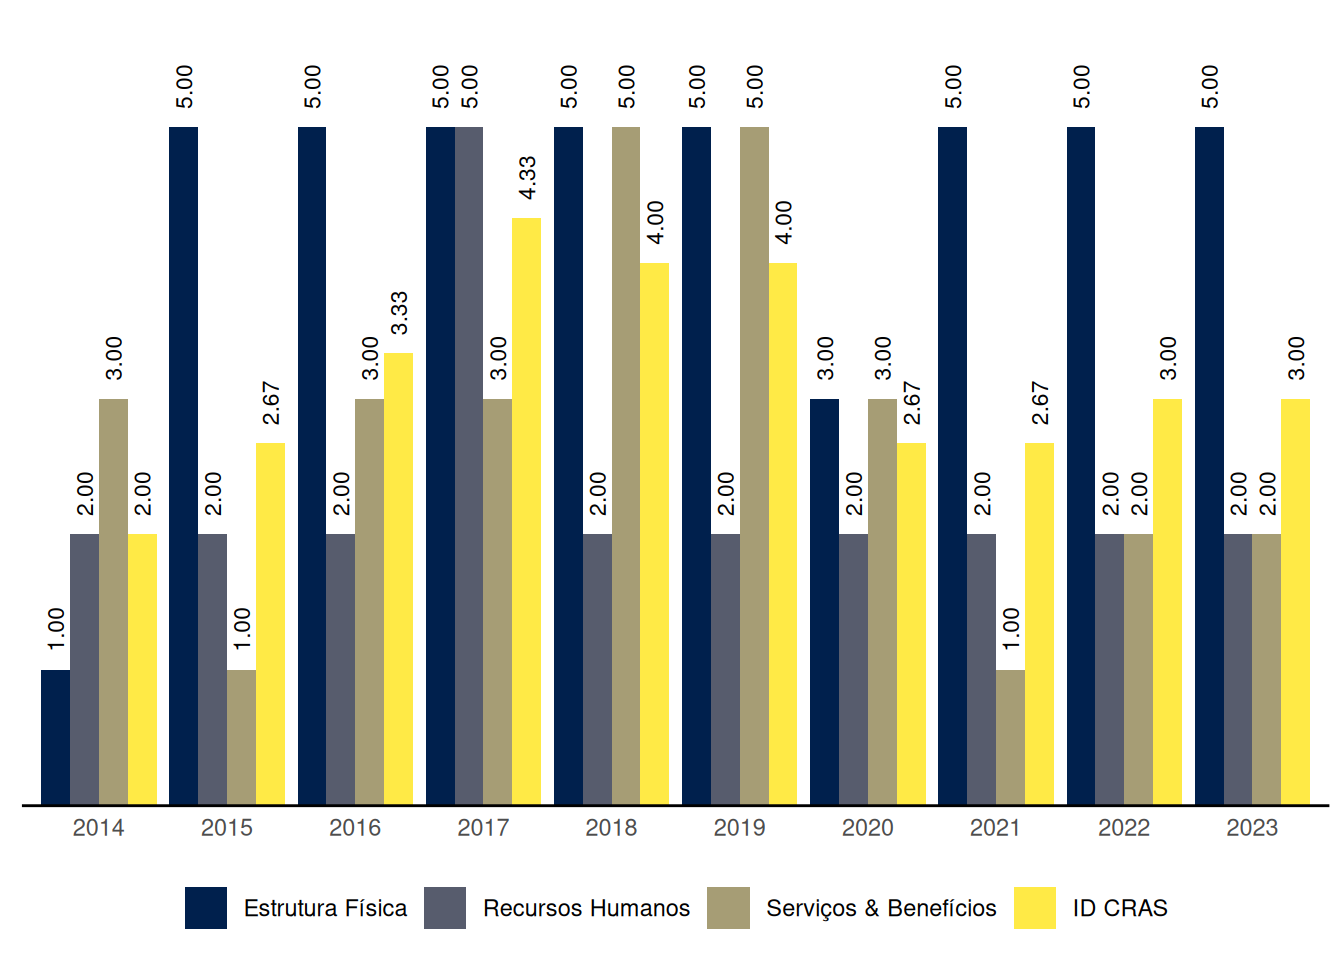 5.00 5.00 5.00 5.00 5.00 5.00 5.00 5.00 5.00 5.00 5.00
4.33
4.00 4.00
3.33
3.00 3.00 3.00 3.00 3.00 3.00 3.00
2.67 2.67 2.67
2.00 2.00 2.00 2.00 2.00 2.00 2.00 2.00 2.00 2.00 2.00 2.00
1.00 1.00 1.00
2014 2015 2016 2017 2018 2019 2020 2021 2022 2023
Estrutura Física Recursos Humanos Serviços & Benefícios ID CRAS